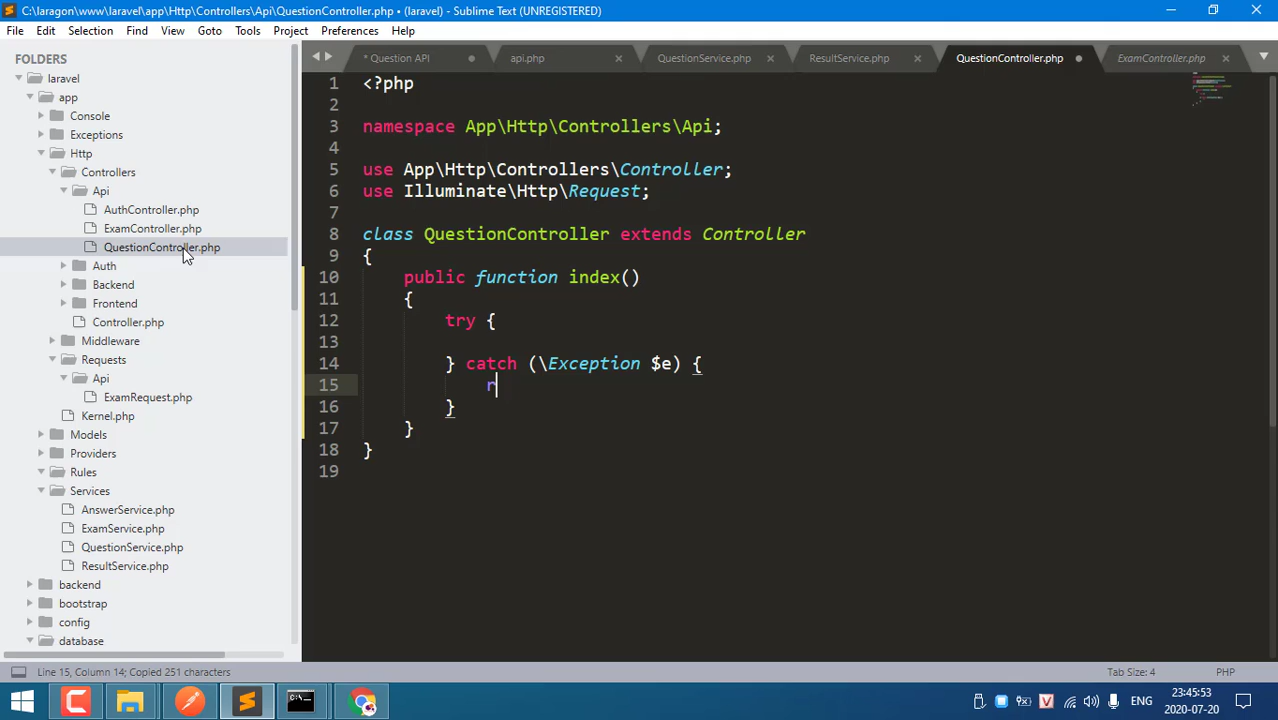 C:\laragon\www\laravel\app\Http\Controllers\Api\QuestionController.php • (laravel) - Sublime Text (UNREGISTERED)
File Edit Selection Find View Goto Tools Project Preferences Help
FOLDERS
laravel
app
Console
Exceptions
Http
Controllers
Api
AuthController.php
ExamController.php
QuestionController.php
Auth
Backend
Frontend
Controller.php
Middleware
Requests
Api
ExamRequest.php
Kernel.php
Models
Providers
Rules
Services
AnswerService.php
ExamService.php
QuestionService.php
ResultService.php
backend
bootstrap
config
database
* Question API api.php QuestionService.php ResultService.php QuestionController.php ExamController.php
1 <?php
2
3 namespace App\Http\Controllers\Api;
4
5 use App\Http\Controllers\Controller;
6 use Illuminate\Http\Request;
7
8 class QuestionController extends Controller
9 {
10 public function index()
11 {
12 try {
13
14 } catch (\Exception $e) {
15 r
16 }
17 }
18 }
19
Line 15, Column 14; Copied 251 characters Tab Size: 4 PHP
ENG
23:45:53
2020-07-20